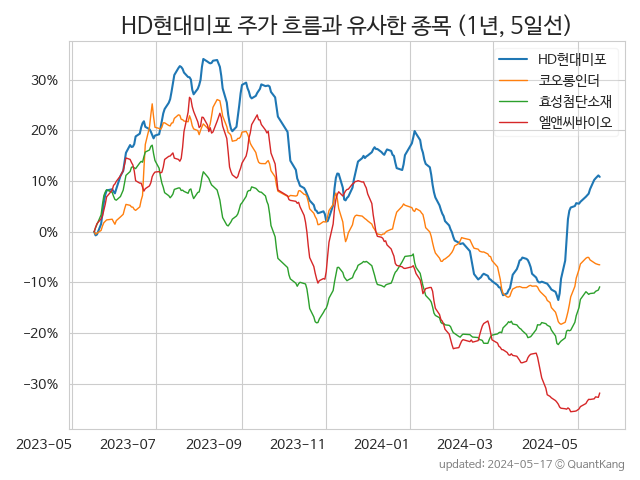 HD현대미포 주가 흐름과 유사한 종목 (1년, 5일선)
HD현대미포
코오롱인더
효성첨단소재
엘앤씨바이오
30%
20%
10%
0%
−10%
−20%
−30%
2023-05 2023-07 2023-09 2023-11 2024-01 2024-03 2024-05
updated: 2024-05-17 © QuantKang